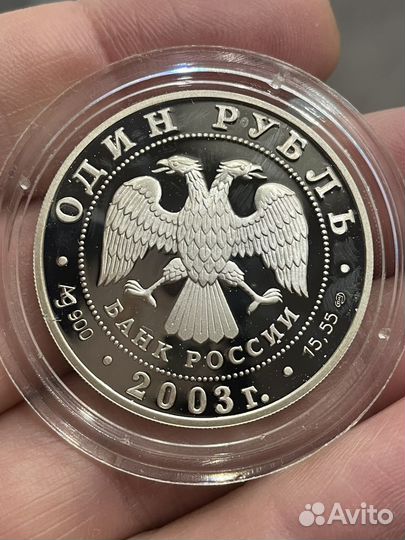 ОДИН РУБЛЬ
БАНК РОССИИ
Ag 900
15,55
2003 г.
Avito